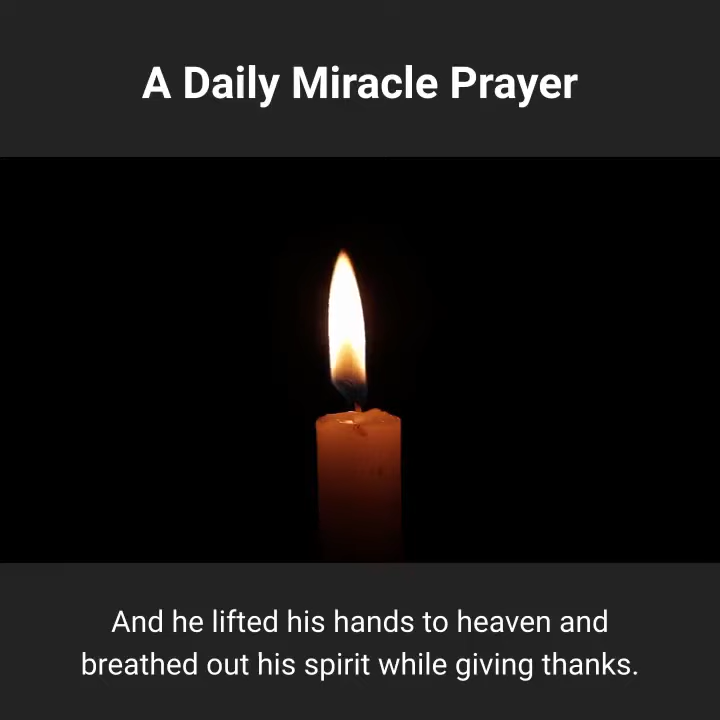 A Daily Miracle Prayer
And he lifted his hands to heaven and
breathed out his spirit while giving thanks.